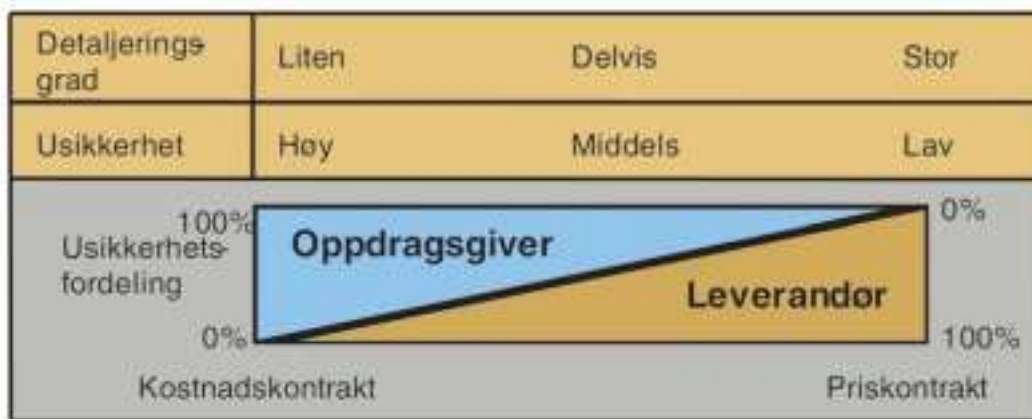 Detaljerings-
grad
Liten Delvis Stor
Usikkerhet Høy Middels Lav
100% 0%
Usikkerhets-
fordeling
Oppdragsgiver
Leverandør
0% 100%
Kostnadskontrakt Priskontrakt